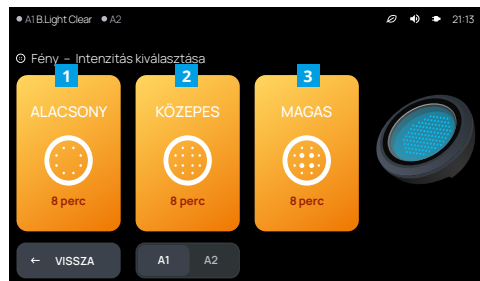 A1 B.Light Clear A2 21:13
Fény – Intenzitás kiválasztása
1 2 3
ALACSONY KÖZEPES MAGAS
8 perc 8 perc 8 perc
← VISSZA A1 A2